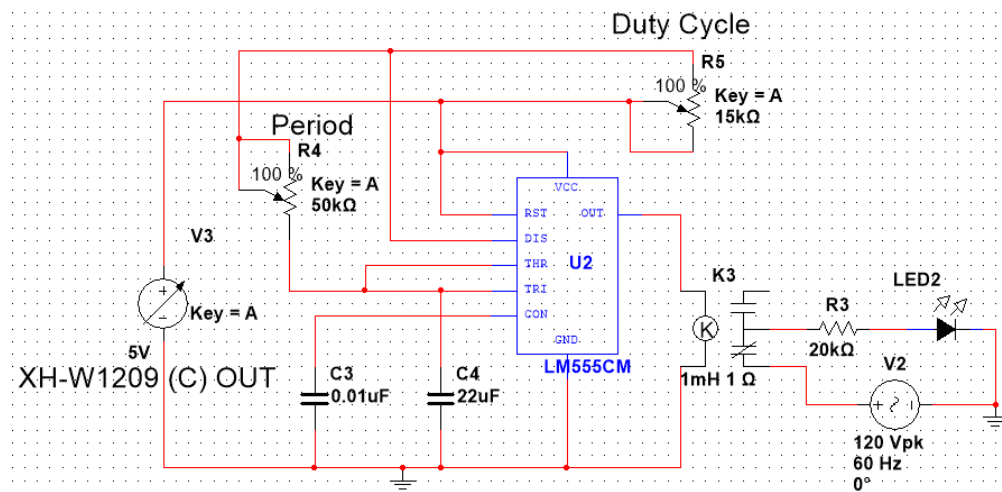 Duty Cycle
R5
100 %
Key = A
15kΩ
Period
R4
100 %
Key = A
50kΩ
VCC
RST
OUT
DIS
THR
U2
TRI
CON
GND
LM555CM
V3
Key = A
5V
XH-W1209 (C) OUT
C3
0.01uF
C4
22uF
K3
K
1mH 1 Ω
R3
20kΩ
LED2
V2
120 Vpk
60 Hz
0°